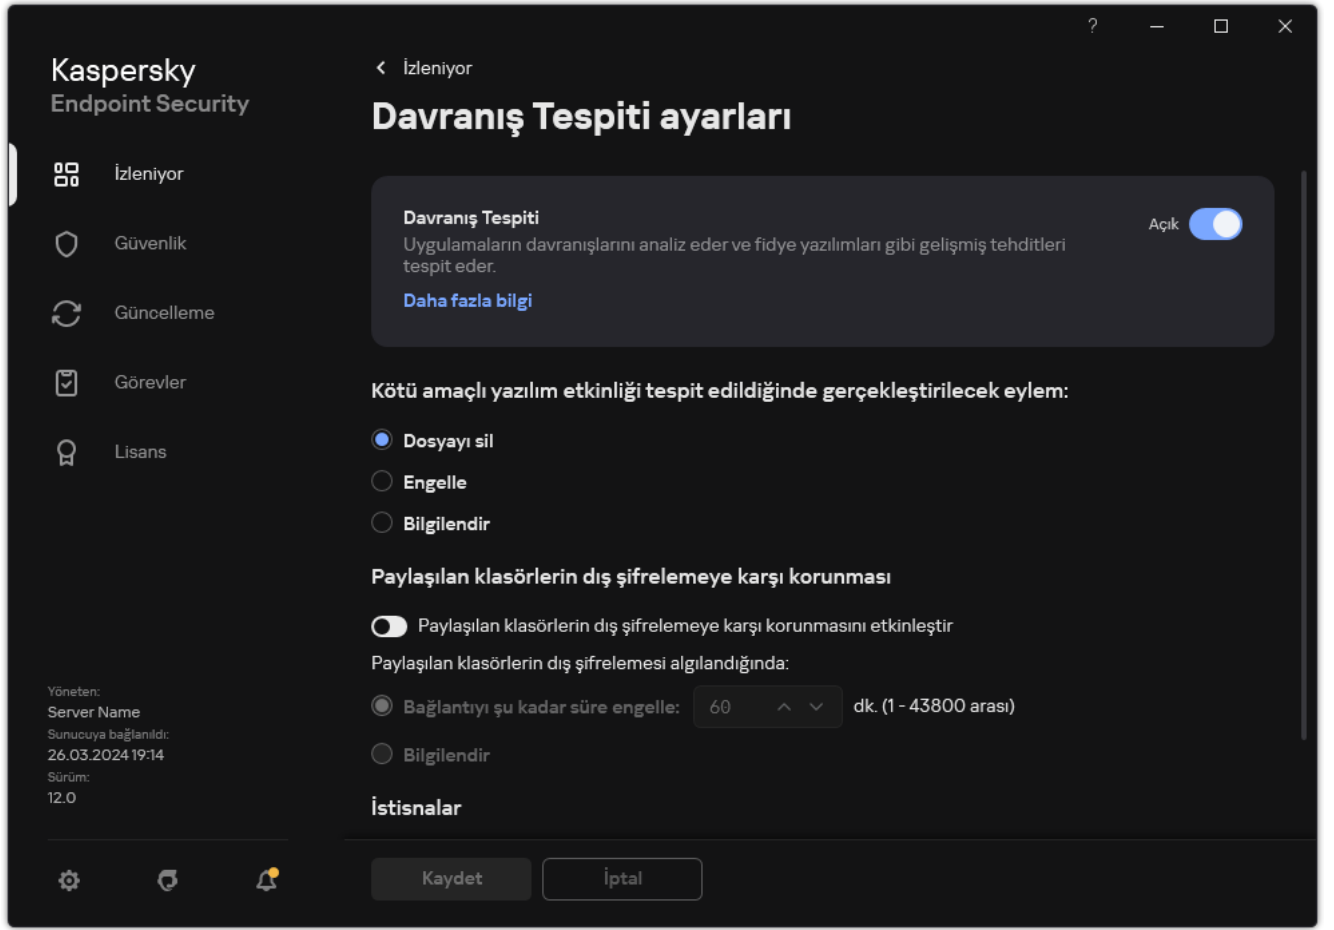 ?
Kaspersky
Endpoint Security
İzleniyor
Güvenlik
Güncelleme
Görevler
Lisans
Yöneten:
Server Name
Sunucuya bağlanıldı:
26.03.2024 19:14
Sürüm:
12.0
İzleniyor
Davranış Tespiti ayarları
Davranış Tespiti
Açık
Uygulamaların davranışlarını analiz eder ve fidye yazılımları gibi gelişmiş tehditleri
tespit eder.
Daha fazla bilgi
Kötü amaçlı yazılım etkinliği tespit edildiğinde gerçekleştirilecek eylem:
Dosyayı sil
Engelle
Bilgilendir
Paylaşılan klasörlerin dış şifrelemeye karşı korunması
Paylaşılan klasörlerin dış şifrelemeye karşı korunmasını etkinleştir
Paylaşılan klasörlerin dış şifrelemesi algılandığında:
Bağlantıyı şu kadar süre engelle: 60 dk. (1 - 43800 arası)
Bilgilendir
İstisnalar
Kaydet
İptal